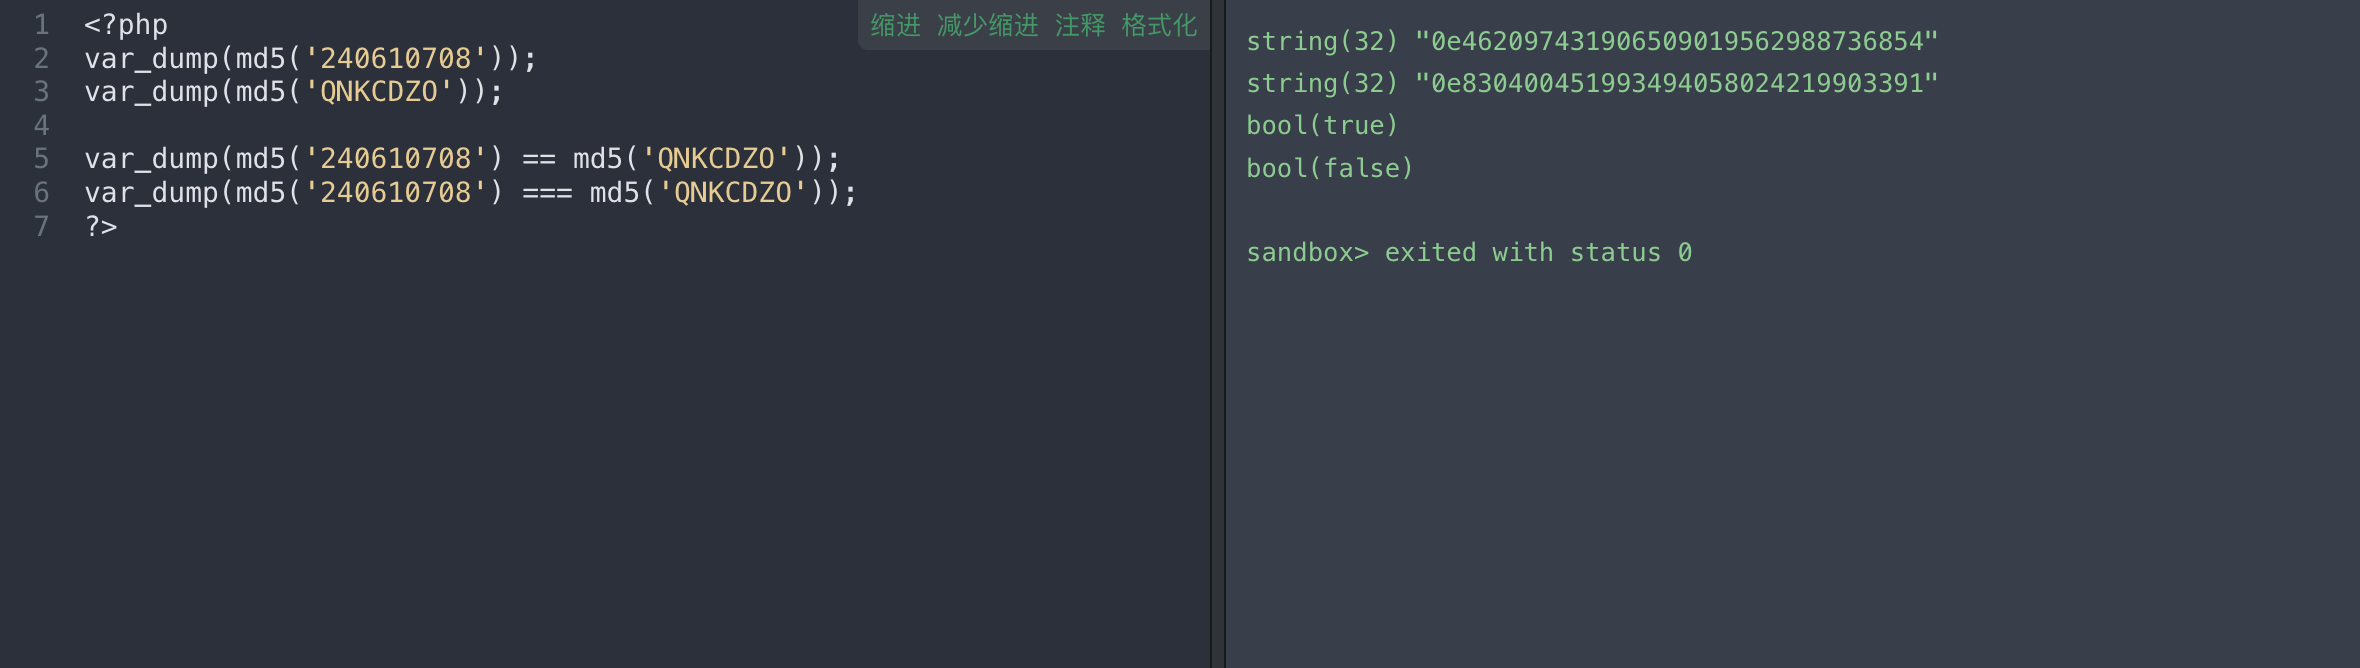 1 <?php
2 var_dump(md5('240610708'));
3 var_dump(md5('QNKCDZO'));
4
5 var_dump(md5('240610708') == md5('QNKCDZO'));
6 var_dump(md5('240610708') === md5('QNKCDZO'));
7 ?>
缩进 减少缩进 注释 格式化
string(32) "0e462097431906509019562988736854"
string(32) "0e830400451993494058024219903391"
bool(true)
bool(false)
sandbox> exited with status 0